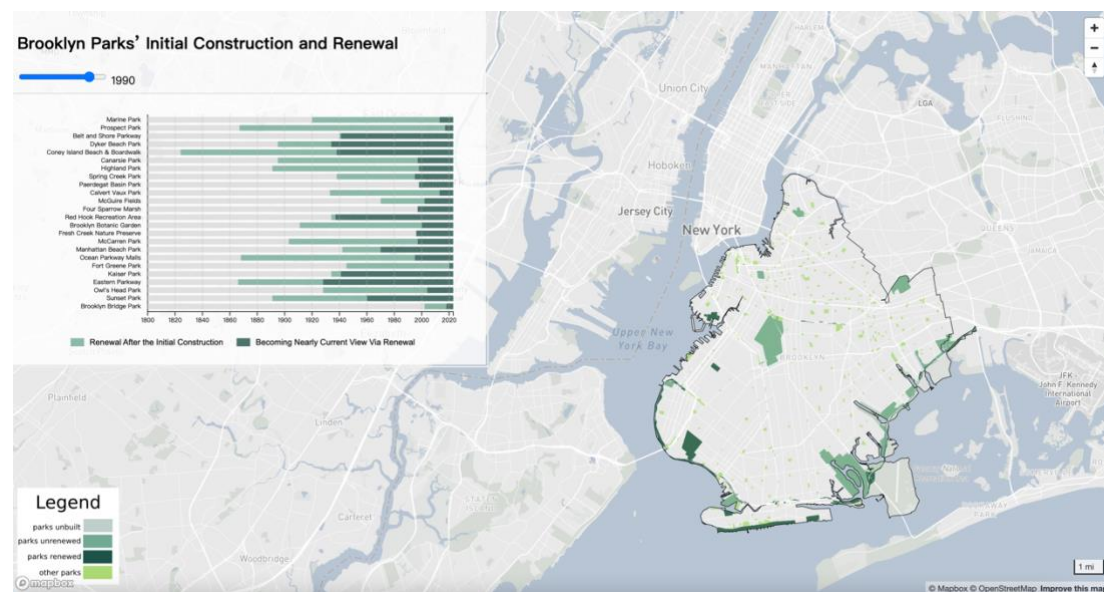 Brooklyn Parks' Initial Construction and Renewal
1990
Marine Park
Prospect Park
Belt and Shore Parkway
Dyker Beach Park
Coney Island Beach & Boardwalk
Canarsie Park
Highland Park
Spring Creek Park
Paerdegat Basin Park
Calvert Vaux Park
McGuire Fields
Four Sparrow Marsh
Red Hook Recreation Area
Brooklyn Botanic Garden
Fresh Creek Nature Preserve
McCarren Park
Manhattan Beach Park
Ocean Parkway Malls
Fort Greene Park
Kaiser Park
Eastern Parkway
Owl's Head Park
Sunset Park
Brooklyn Bridge Park
1800 1820 1840 1860 1880 1900 1920 1940 1960 1980 2000 2020
Renewal After the Initial Construction
Becoming Nearly Current View Via Renewal
HARLEM
MANHATTAN
Union City
LGA
FLUSHING
Hoboken
Jersey City
New York
QUEENS
JAMAICA
Upper New
York Bay
BROOKLYN
JFK -
John F. Kennedy
International
Airport
Plainfield
Linden
STATEN
ISLAND
Carteret
Woodbridge
Legend
parks unbuilt
parks unrenewed
parks renewed
other parks
mapbox
+
−
1 mi
© Mapbox © OpenStreetMap Improve this map